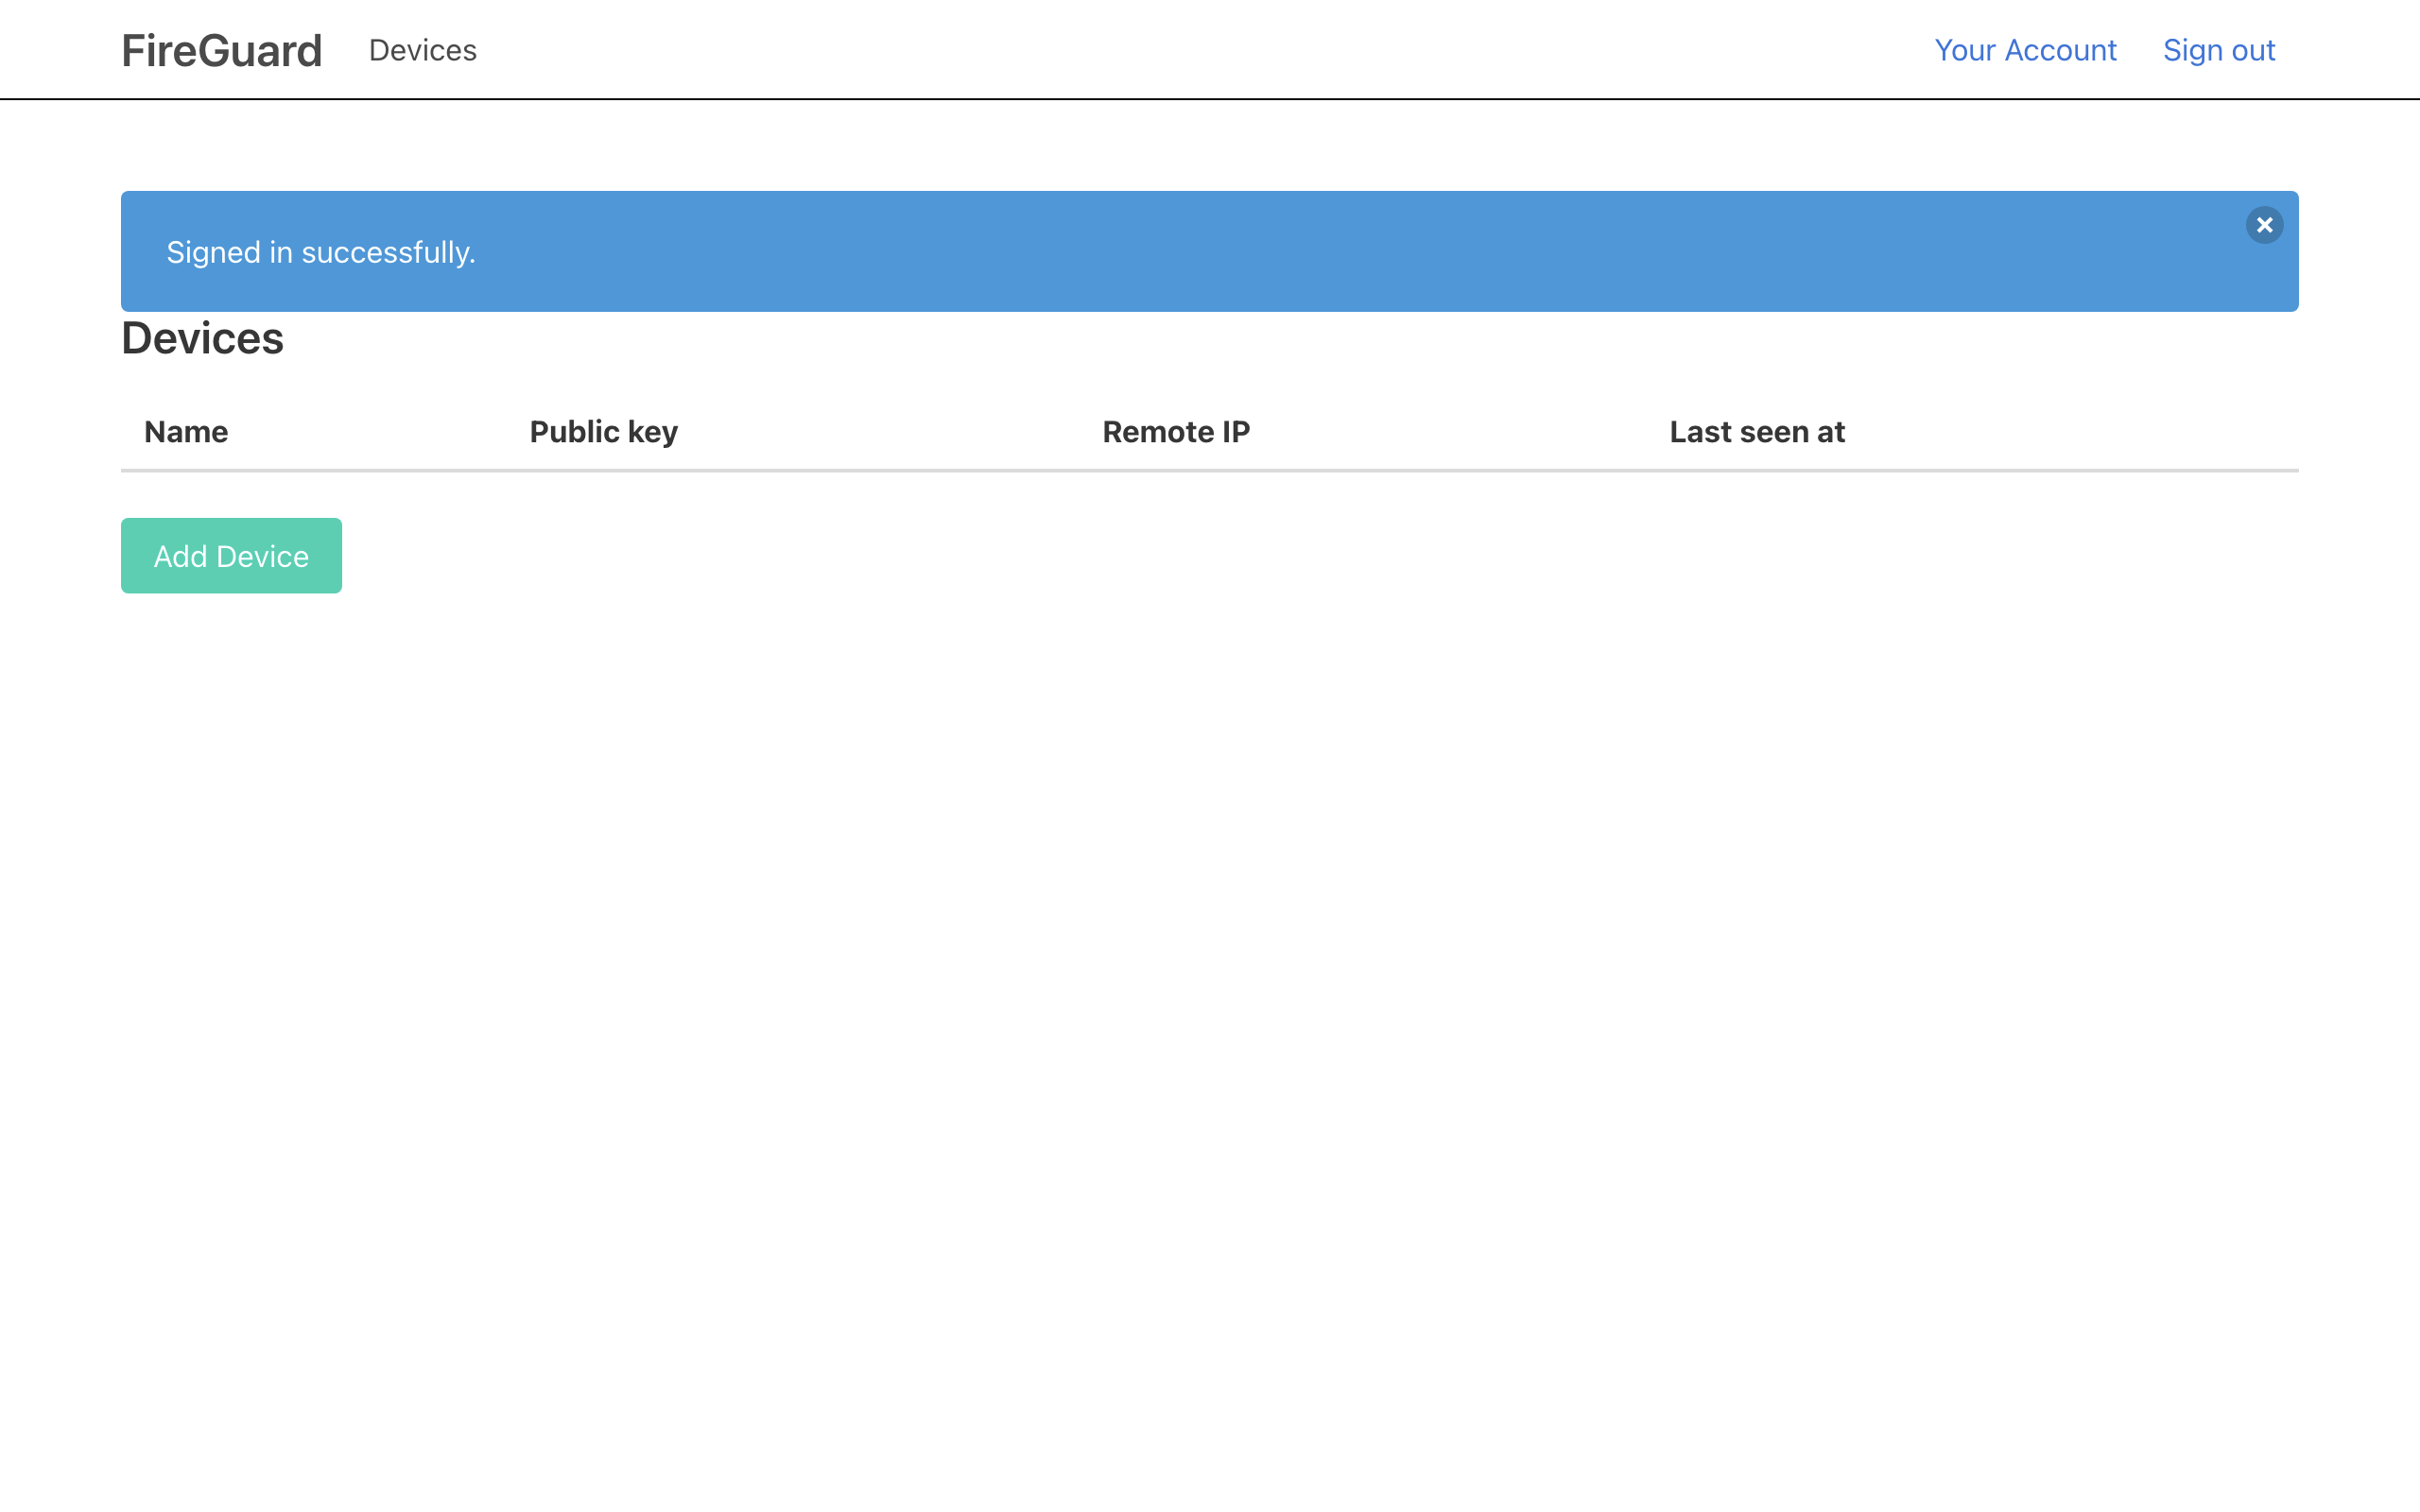 FireGuard Devices Your Account Sign out
Signed in successfully.
Devices
Name Public key Remote IP Last seen at
Add Device